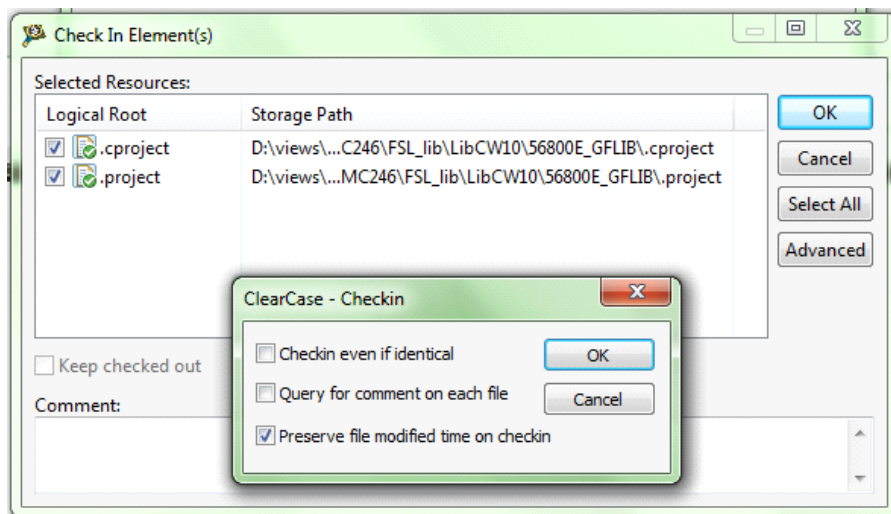 Check In Element(s)
Selected Resources:
Logical Root
Storage Path
.cproject
D:\views\...C246\FSL_lib\LibCW10\56800E_GFLIB\.cproject
.project
D:\views\...MC246\FSL_lib\LibCW10\56800E_GFLIB\.project
OK
Cancel
Select All
Advanced
ClearCase - Checkin
Checkin even if identical
OK
Query for comment on each file
Cancel
Preserve file modified time on checkin
Keep checked out
Comment: